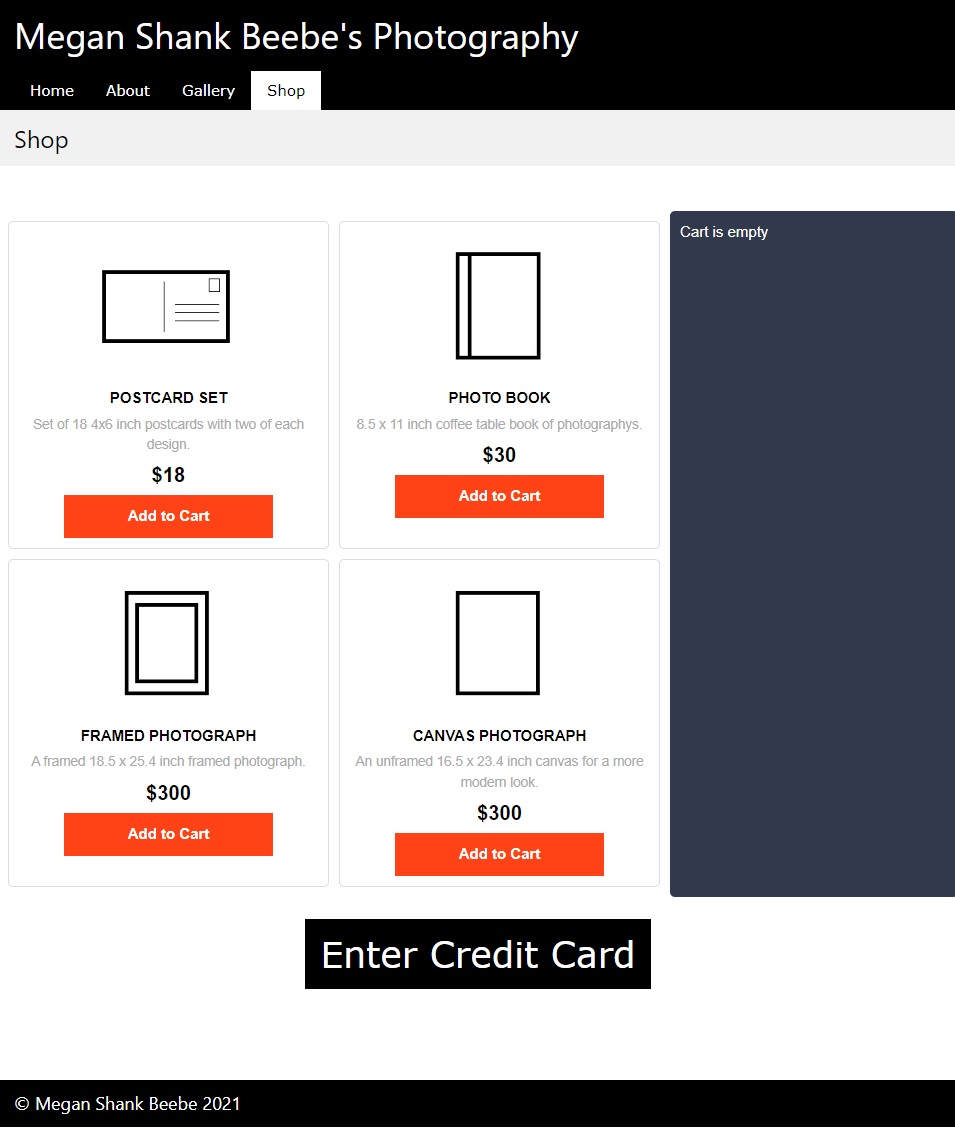 Megan Shank Beebe's Photography
Home About Gallery Shop
Shop
Cart is empty
POSTCARD SET
Set of 18 4x6 inch postcards with two of each
design.
$18
Add to Cart
PHOTO BOOK
8.5 x 11 inch coffee table book of photographys.
$30
Add to Cart
FRAMED PHOTOGRAPH
A framed 18.5 x 25.4 inch framed photograph.
$300
Add to Cart
CANVAS PHOTOGRAPH
An unframed 16.5 x 23.4 inch canvas for a more
modern look.
$300
Add to Cart
Enter Credit Card
© Megan Shank Beebe 2021